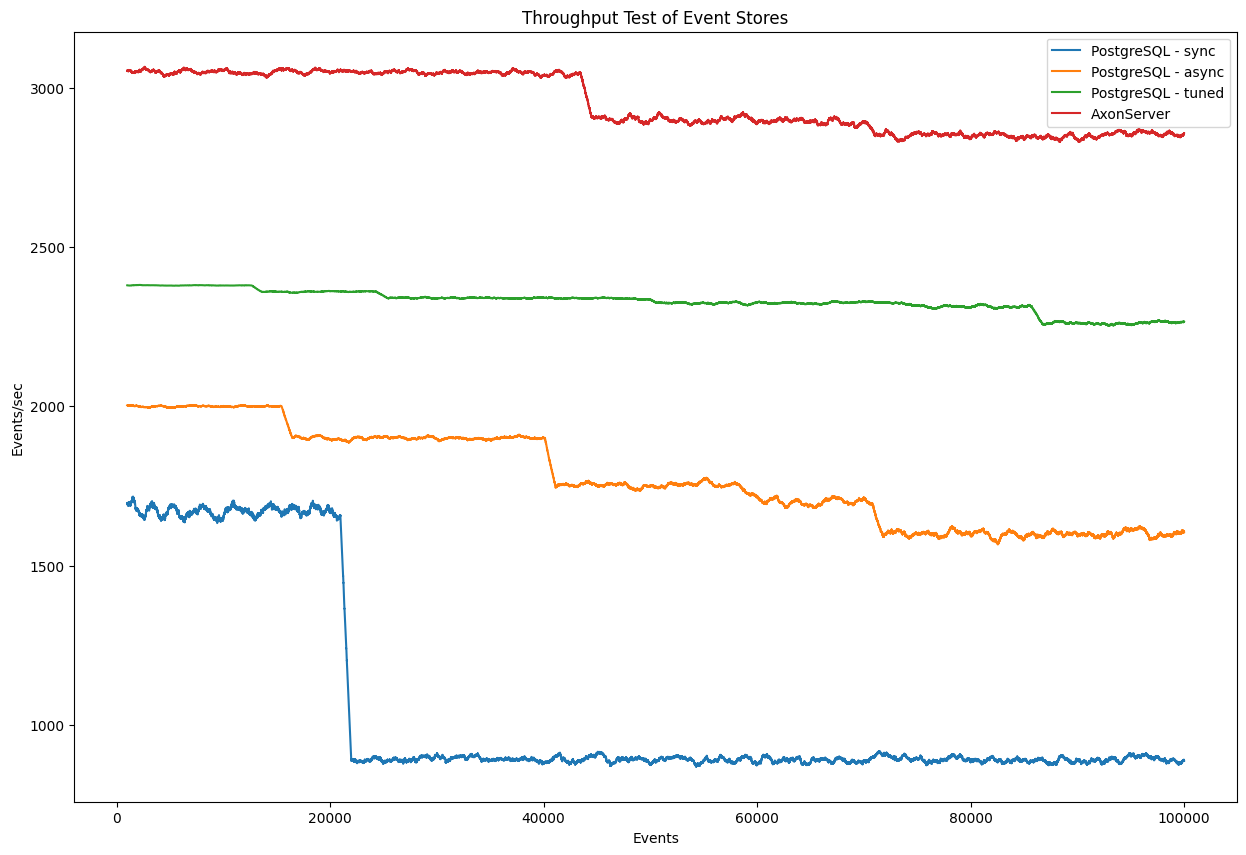 Throughput Test of Event Stores
PostgreSQL - sync
PostgreSQL - async
PostgreSQL - tuned
AxonServer
3000
2500
2000
1500
1000
Events/sec
0 20000 40000 60000 80000 100000
Events